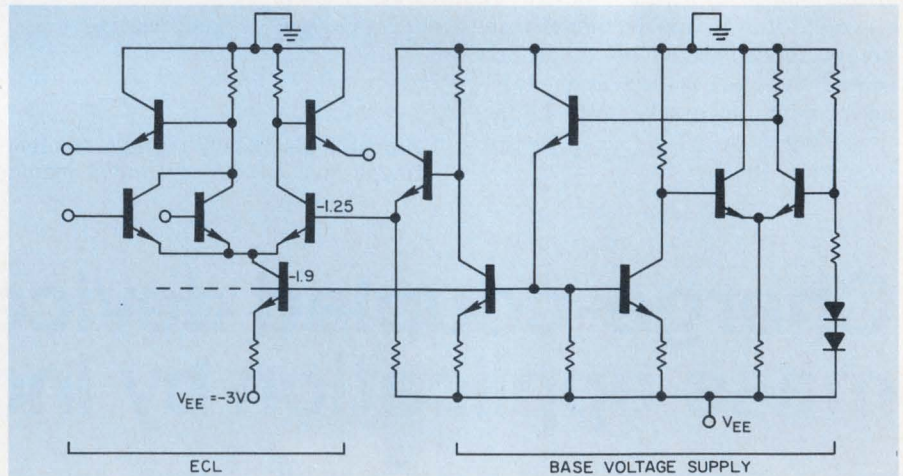 -1.25
-1.9
VEE = -3V
VEE
ECL
BASE VOLTAGE SUPPLY